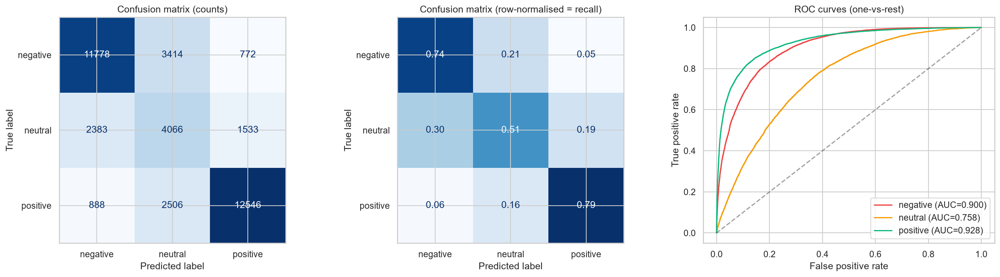 Confusion matrix (counts)
True label
negative
neutral
positive
11778 3414 772
2383 4066 1533
888 2506 12546
negative neutral positive
Predicted label
Confusion matrix (row-normalised = recall)
True label
negative
neutral
positive
0.74 0.21 0.05
0.30 0.51 0.19
0.06 0.16 0.79
negative neutral positive
Predicted label
ROC curves (one-vs-rest)
True positive rate
1.0
0.8
0.6
0.4
0.2
0.0
negative (AUC=0.900)
neutral (AUC=0.758)
positive (AUC=0.928)
0.0 0.2 0.4 0.6 0.8 1.0
False positive rate